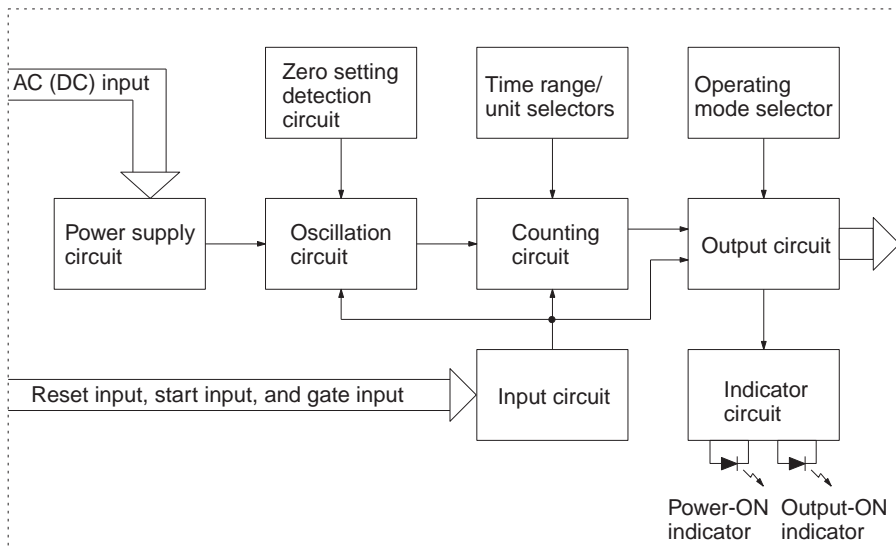 AC (DC) input
Zero setting
detection
circuit
Time range/
unit selectors
Operating
mode selector
Power supply
circuit
Oscillation
circuit
Counting
circuit
Output circuit
Reset input, start input, and gate input
Input circuit
Indicator
circuit
Power-ON
indicator
Output-ON
indicator